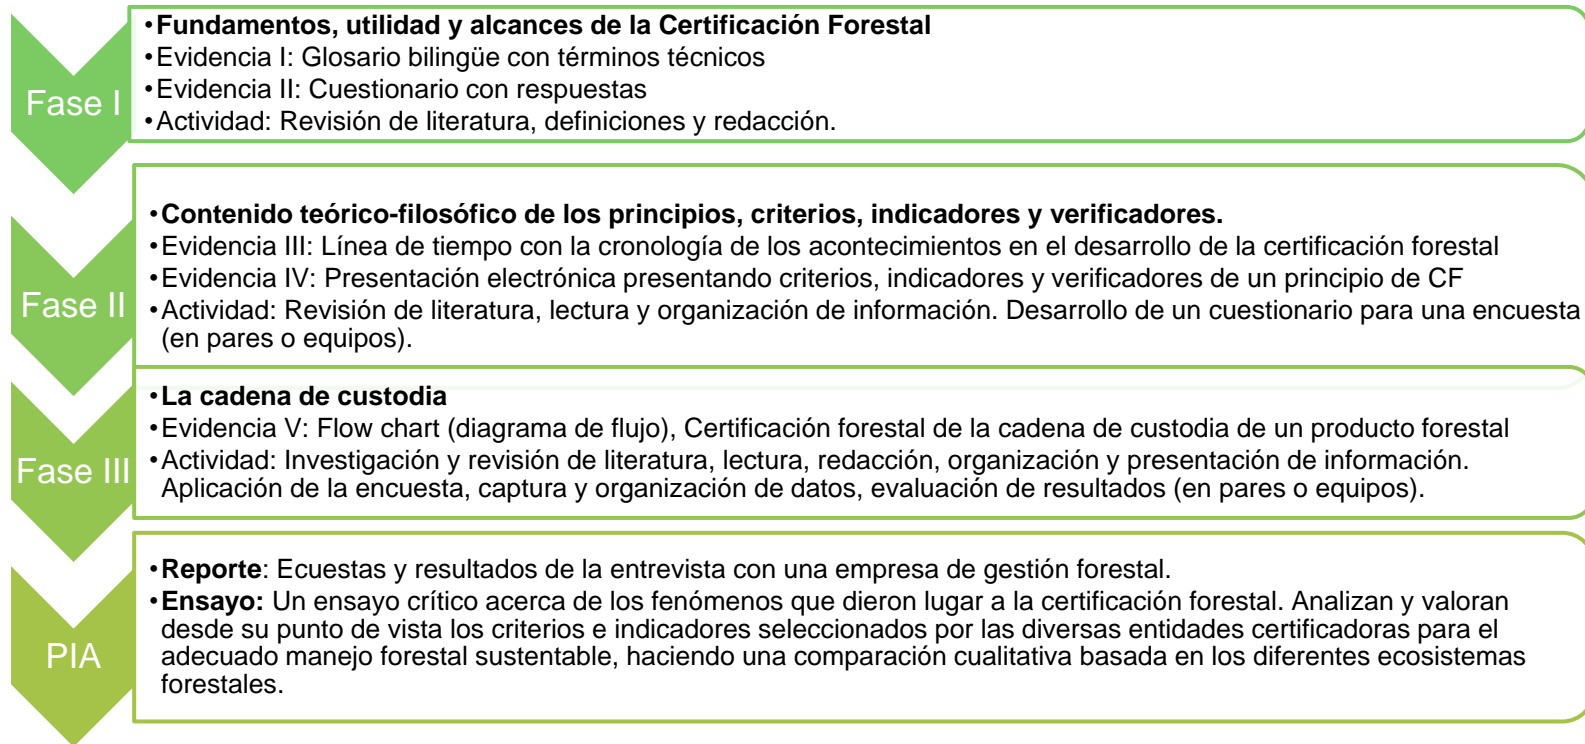 Fase I
•Fundamentos, utilidad y alcances de la Certificación Forestal
•Evidencia I: Glosario bilingüe con términos técnicos
•Evidencia II: Cuestionario con respuestas
•Actividad: Revisión de literatura, definiciones y redacción.
Fase II
•Contenido teórico-filosófico de los principios, criterios, indicadores y verificadores.
•Evidencia III: Línea de tiempo con la cronología de los acontecimientos en el desarrollo de la certificación forestal
•Evidencia IV: Presentación electrónica presentando criterios, indicadores y verificadores de un principio de CF
•Actividad: Revisión de literatura, lectura y organización de información. Desarrollo de un cuestionario para una encuesta
(en pares o equipos).
Fase III
•La cadena de custodia
•Evidencia V: Flow chart (diagrama de flujo), Certificación forestal de la cadena de custodia de un producto forestal
•Actividad: Investigación y revisión de literatura, lectura, redacción, organización y presentación de información.
Aplicación de la encuesta, captura y organización de datos, evaluación de resultados (en pares o equipos).
PIA
•Reporte: Ecuestas y resultados de la entrevista con una empresa de gestión forestal.
•Ensayo: Un ensayo crítico acerca de los fenómenos que dieron lugar a la certificación forestal. Analizan y valoran
desde su punto de vista los criterios e indicadores seleccionados por las diversas entidades certificadoras para el
adecuado manejo forestal sustentable, haciendo una comparación cualitativa basada en los diferentes ecosistemas
forestales.